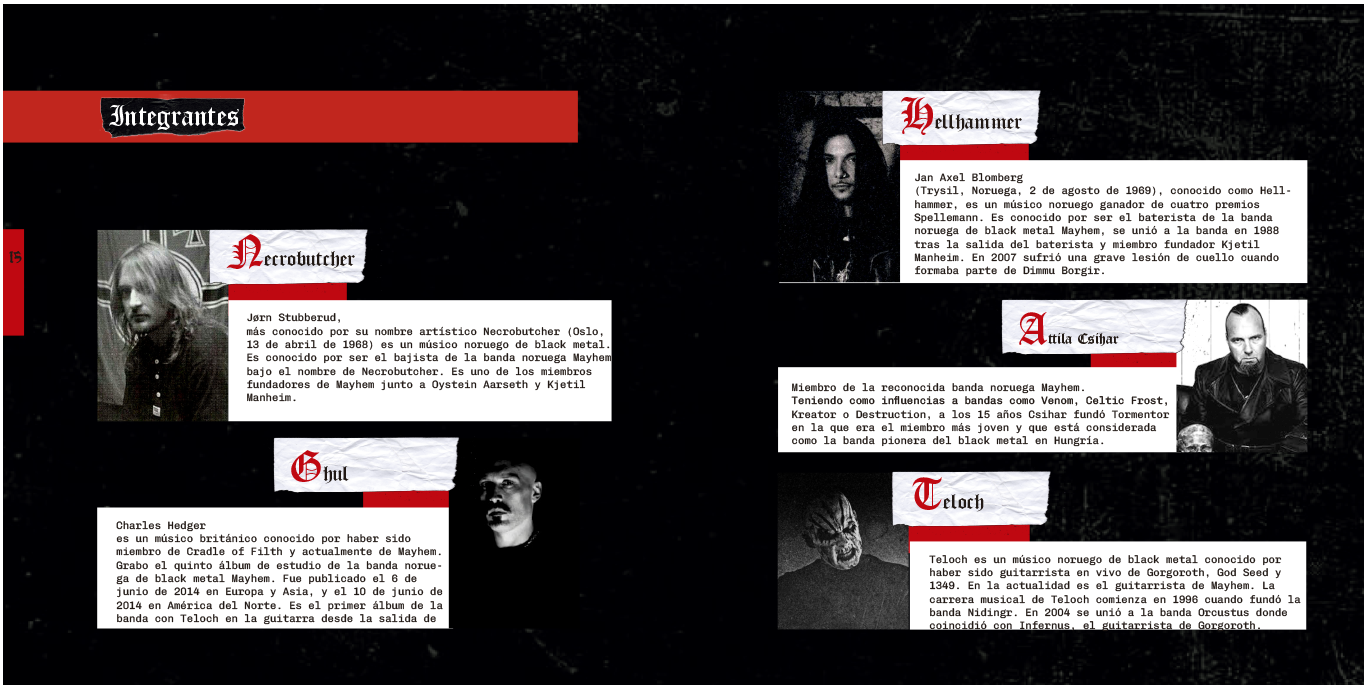 Integrantes
13
Necrobutcher
Jørn Stubberud,
más conocido por su nombre artístico Necrobutcher (Oslo,
13 de abril de 1968) es un músico noruego de black metal.
Es conocido por ser el bajista de la banda noruega Mayhem
bajo el nombre de Necrobutcher. Es uno de los miembros
fundadores de Mayhem junto a Oystein Aarseth y Kjetil
Manheim.
Ghul
Charles Hedger
es un músico británico conocido por haber sido
miembro de Cradle of Filth y actualmente de Mayhem.
Grabo el quinto álbum de estudio de la banda norue-
ga de black metal Mayhem. Fue publicado el 6 de
junio de 2014 en Europa y Asia, y el 10 de junio de
2014 en América del Norte. Es el primer álbum de la
banda con Teloch en la guitarra desde la salida de
Hellhammer
Jan Axel Blomberg
(Trysil, Noruega, 2 de agosto de 1969), conocido como Hell-
hammer, es un músico noruego ganador de cuatro premios
Spellemann. Es conocido por ser el baterista de la banda
noruega de black metal Mayhem, se unió a la banda en 1988
tras la salida del baterista y miembro fundador Kjetil
Manheim. En 2007 sufrió una grave lesión de cuello cuando
formaba parte de Dimmu Borgir.
Attila Csihar
Miembro de la reconocida banda noruega Mayhem.
Teniendo como influencias a bandas como Venom, Celtic Frost,
Kreator o Destruction, a los 15 años Csihar fundó Tormentor
en la que era el miembro más joven y que está considerada
como la banda pionera del black metal en Hungría.
Teloch
Teloch es un músico noruego de black metal conocido por
haber sido guitarrista en vivo de Gorgoroth, God Seed y
1349. En la actualidad es el guitarrista de Mayhem. La
carrera musical de Teloch comienza en 1996 cuando fundó la
banda Nidingr. En 2004 se unió a la banda Orcustus donde
coincidió con Infernus, el guitarrista de Gorgoroth.